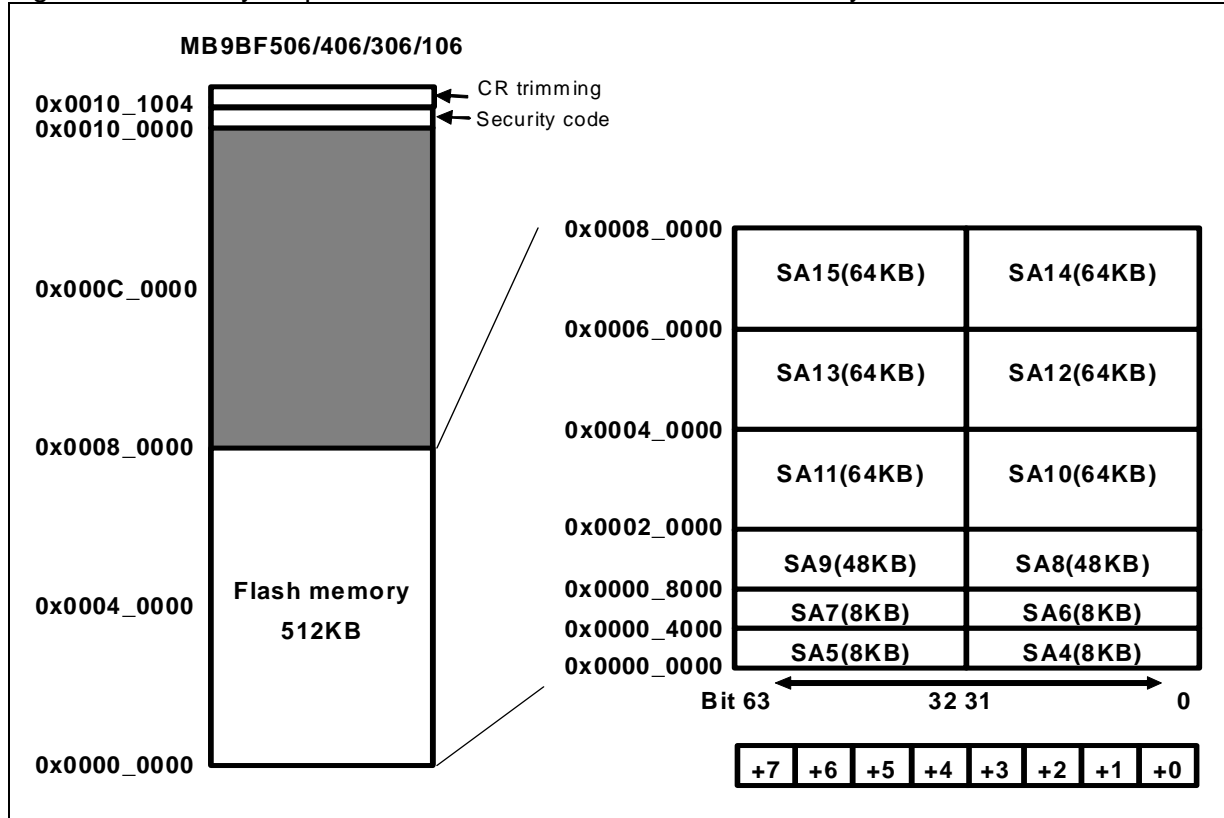 MB9BF506/406/306/106
CR trimming
0x0010_1004
Security code
0x0010_0000
0x000C_0000
0x0008_0000
Flash memory
512KB
0x0004_0000
0x0000_0000
0x0008_0000
SA15(64KB) SA14(64KB)
0x0006_0000
SA13(64KB) SA12(64KB)
0x0004_0000
SA11(64KB) SA10(64KB)
0x0002_0000
SA9(48KB) SA8(48KB)
0x0000_8000
SA7(8KB) SA6(8KB)
0x0000_4000
SA5(8KB) SA4(8KB)
0x0000_0000
Bit 63 32 31 0
+7 +6 +5 +4 +3 +2 +1 +0